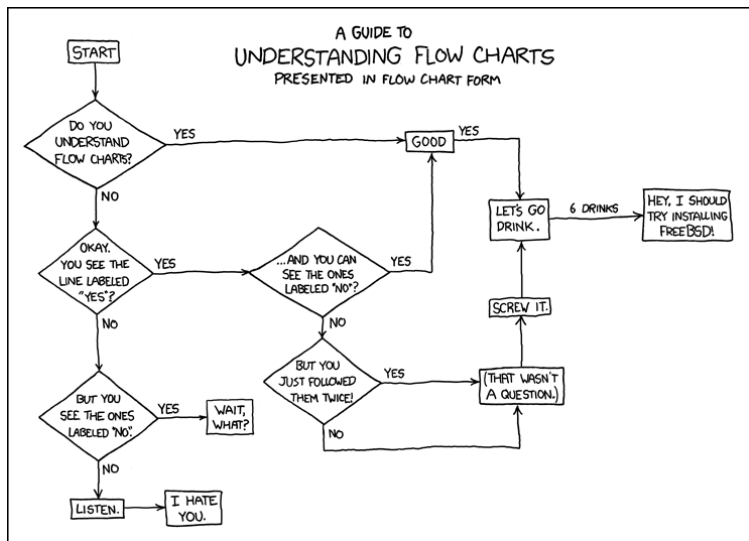 A GUIDE TO
UNDERSTANDING FLOW CHARTS
PRESENTED IN FLOW CHART FORM
START
DO YOU
UNDERSTAND
FLOW CHARTS?
YES
GOOD
YES
NO
LET'S GO
DRINK.
6 DRINKS
HEY, I SHOULD
TRY INSTALLING
FREEBSD!
OKAY.
YOU SEE THE
LINE LABELED
"YES"?
YES
...AND YOU CAN
SEE THE ONES
LABELED "NO"?
YES
NO
NO
SCREW IT.
BUT YOU
JUST FOLLOWED
THEM TWICE!
YES
(THAT WASN'T
A QUESTION.)
NO
BUT YOU
SEE THE ONES
LABELED "NO".
YES
WAIT,
WHAT?
NO
LISTEN.
I HATE
YOU.